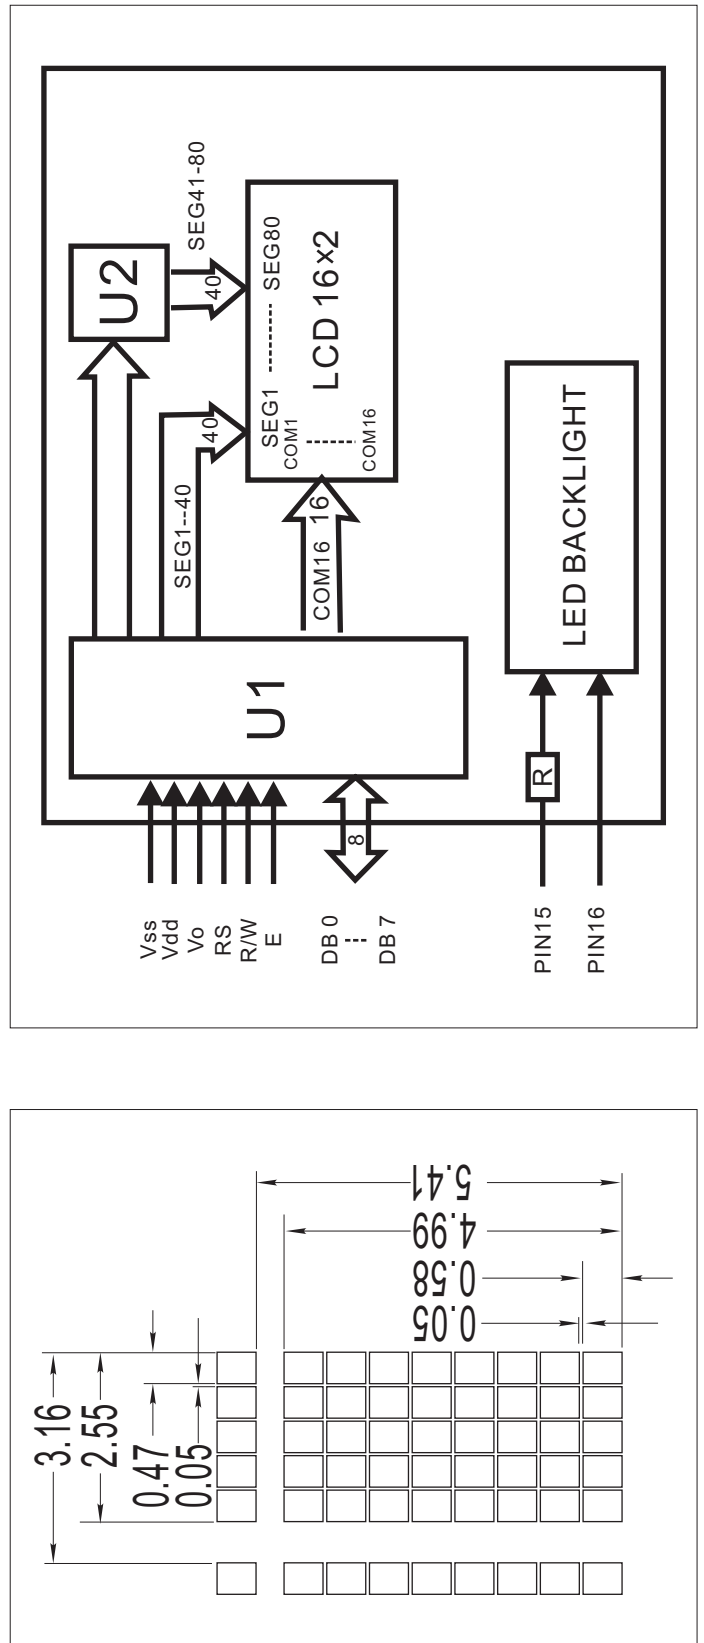 Vss
Vdd
Vo
RS
R/W
E
DB 0
DB 7
8
PIN15
PIN16
R
U1
U2
SEG1--40
40
SEG41-80
40
COM16
16
SEG1
SEG80
COM1
COM16
LCD 16×2
LED BACKLIGHT
3.16
2.55
0.47
0.05
5.41
4.99
0.58
0.05